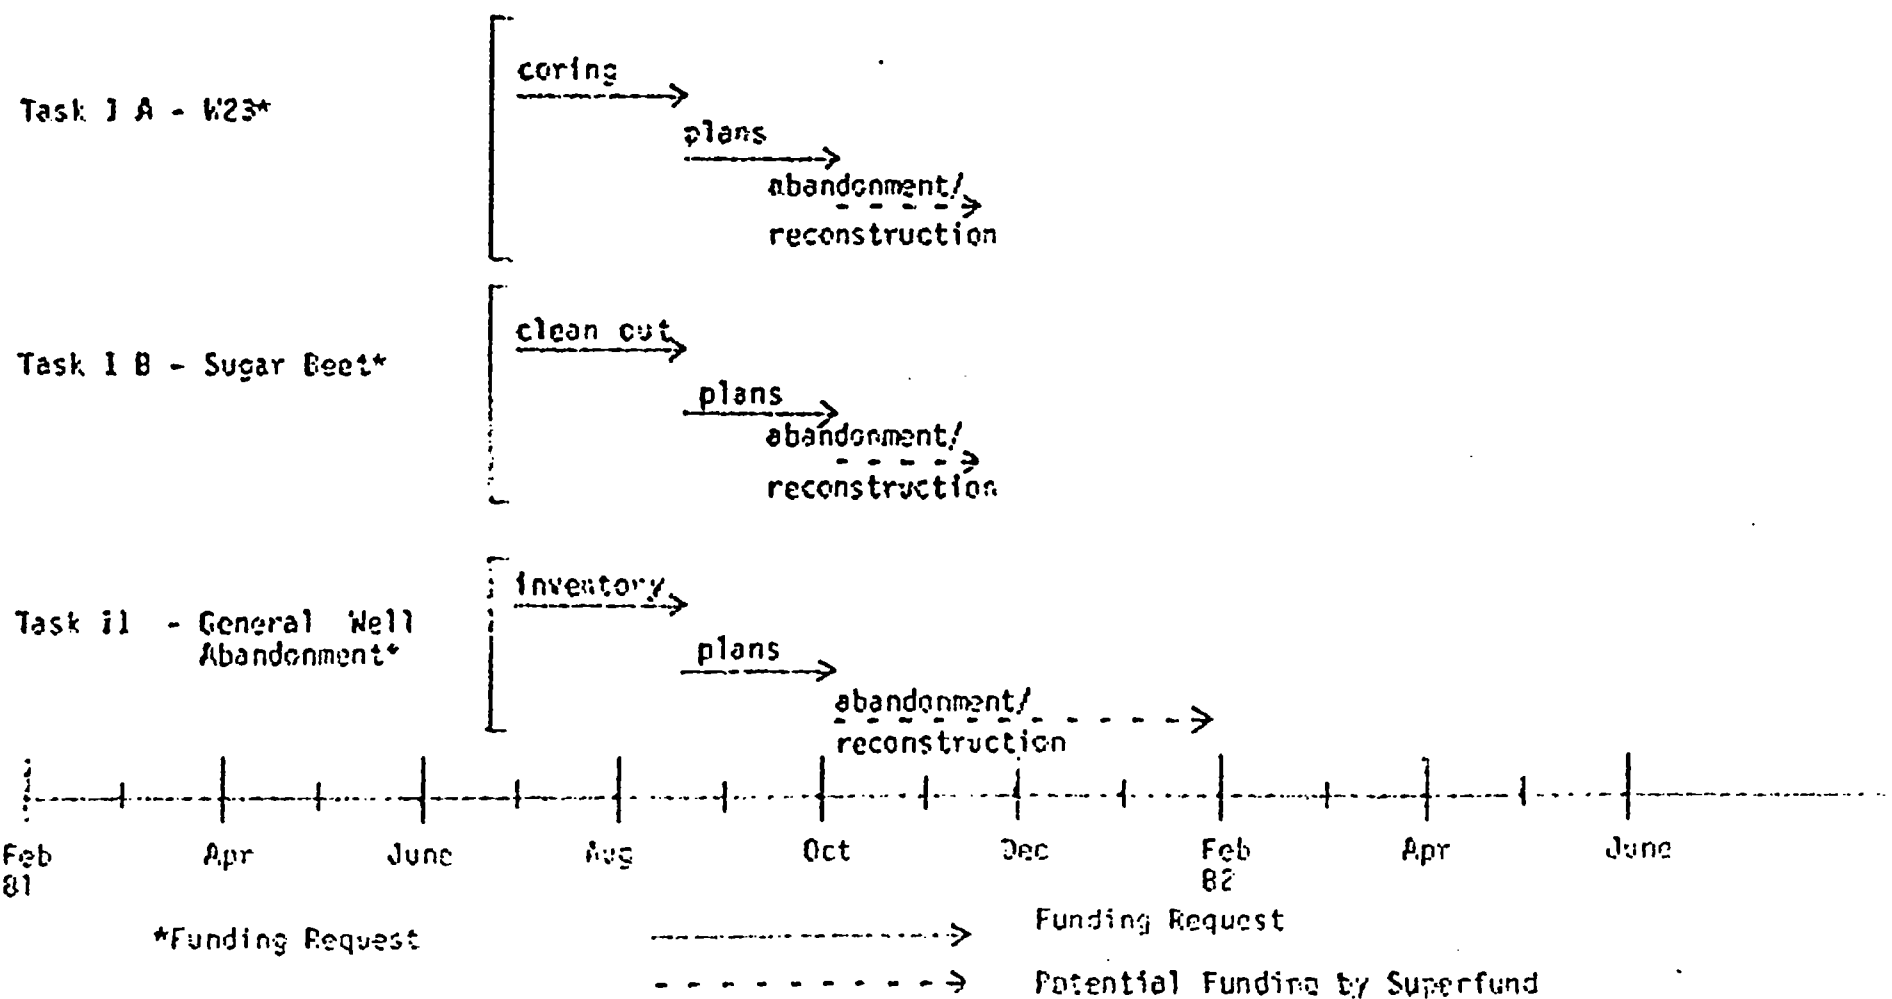 coring
Task I A - W23*
plans
abandonment/
reconstruction
clean out
Task I B - Sugar Beet*
plans
abandonment/
reconstruction
inventory
Task II - General Well
Abandonment*
plans
abandonment/
reconstruction
Feb Apr June Aug Oct Dec Feb Apr June
81 82
*Funding Request
Funding Request
Potential Funding by Superfund